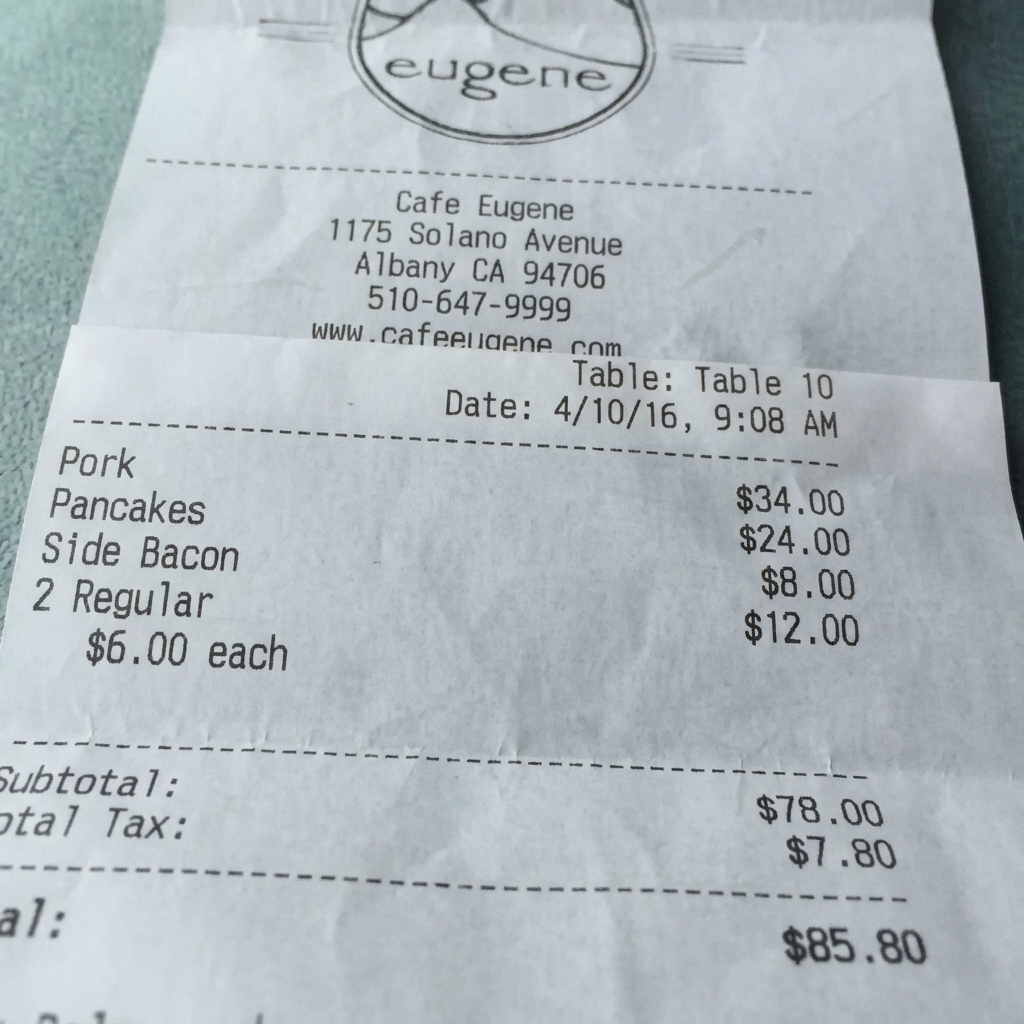 eugene
Cafe Eugene
1175 Solano Avenue
Albany CA 94706
510-647-9999
www.cafeeugene.com
Table: Table 10
Date: 4/10/16, 9:08 AM
Pork $34.00
Pancakes $24.00
Side Bacon $8.00
2 Regular $12.00
$6.00 each
Subtotal: $78.00
otal Tax: $7.80
al: $85.80